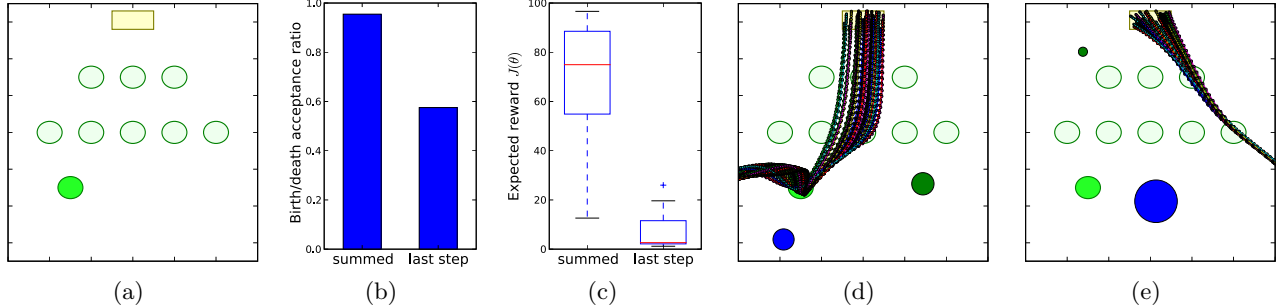 1.0
0.8
0.6
0.4
0.2
0.0
Birth/death acceptance ratio
summed
last step
100
80
60
40
20
0
Expected reward J(θ)
summed
last step
(a)
(b)
(c)
(d)
(e)